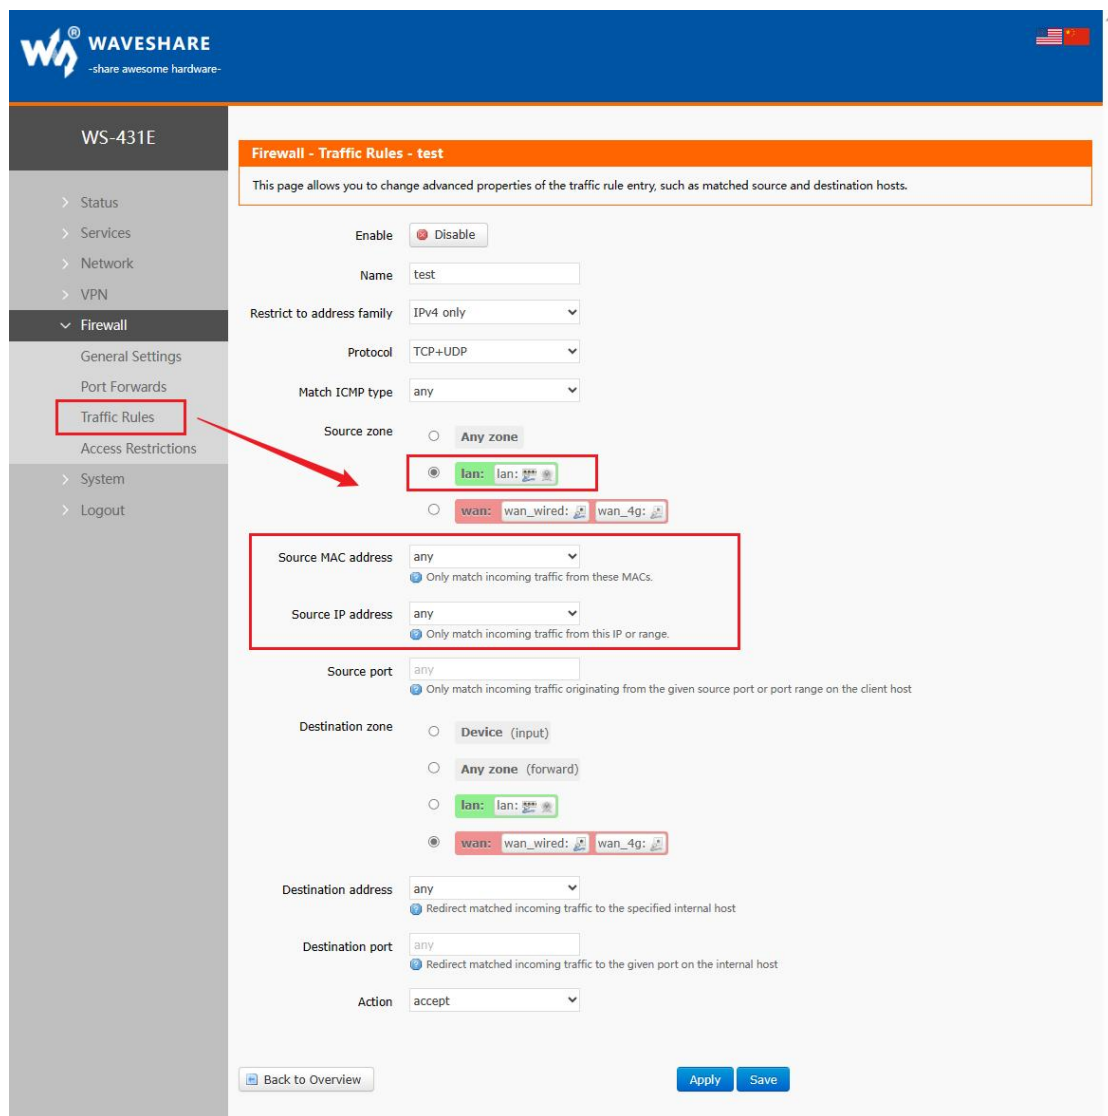 WAVESHARE
-share awesome hardware-
WS-431E
Status
Services
Network
VPN
Firewall
General Settings
Port Forwards
Traffic Rules
Access Restrictions
System
Logout
Firewall - Traffic Rules - test
This page allows you to change advanced properties of the traffic rule entry, such as matched source and destination hosts.
Enable Disable
Name test
Restrict to address family IPv4 only
Protocol TCP+UDP
Match ICMP type any
Source zone Any zone
lan: lan:
wan: wan_wired: wan_4g:
Source MAC address any
Only match incoming traffic from these MACs.
Source IP address any
Only match incoming traffic from this IP or range.
Source port any
Only match incoming traffic originating from the given source port or port range on the client host
Destination zone Device (input)
Any zone (forward)
lan: lan:
wan: wan_wired: wan_4g:
Destination address any
Redirect matched incoming traffic to the specified internal host
Destination port any
Redirect matched incoming traffic to the given port on the internal host
Action accept
Back to Overview Apply Save